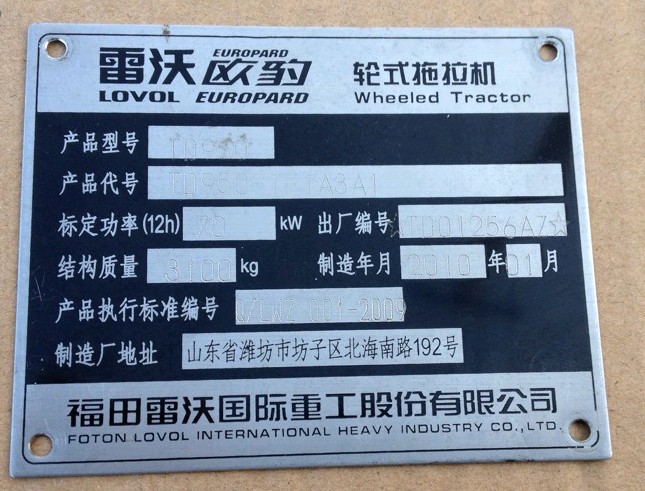 雷沃欧豹 EUROPARD 轮式拖拉机
LOVOL EUROPARD Wheeled Tractor
产品型号
产品代号
标定功率(12h) 70 kW 出厂编号 ☆TD01256A7☆
结构质量 3100 kg 制造年月 2010 年 01 月
产品执行标准编号 Q/LWZ 001-2009
制造厂地址 山东省潍坊市坊子区北海南路192号
福田雷沃国际重工股份有限公司
FOTON LOVOL INTERNATIONAL HEAVY INDUSTRY CO.,LTD.